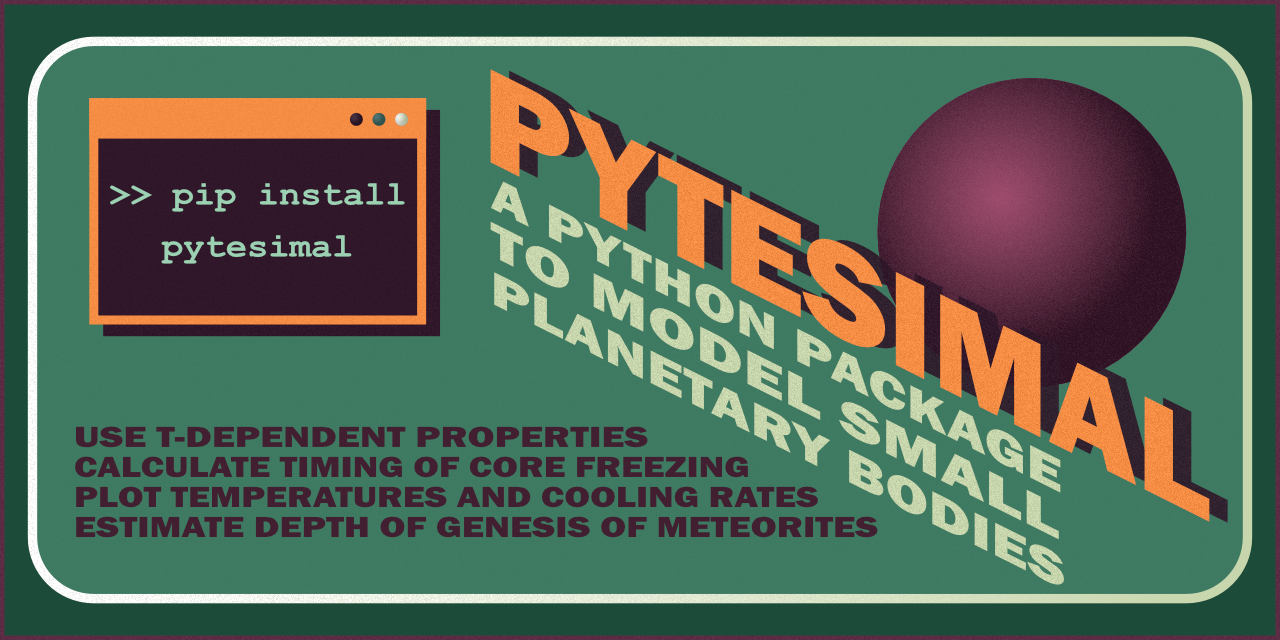 >> pip install
pytesimal
PYTESIMAL
A PYTHON PACKAGE
TO MODEL SMALL
PLANETARY BODIES
USE T-DEPENDENT PROPERTIES
CALCULATE TIMING OF CORE FREEZING
PLOT TEMPERATURES AND COOLING RATES
ESTIMATE DEPTH OF GENESIS OF METEORITES